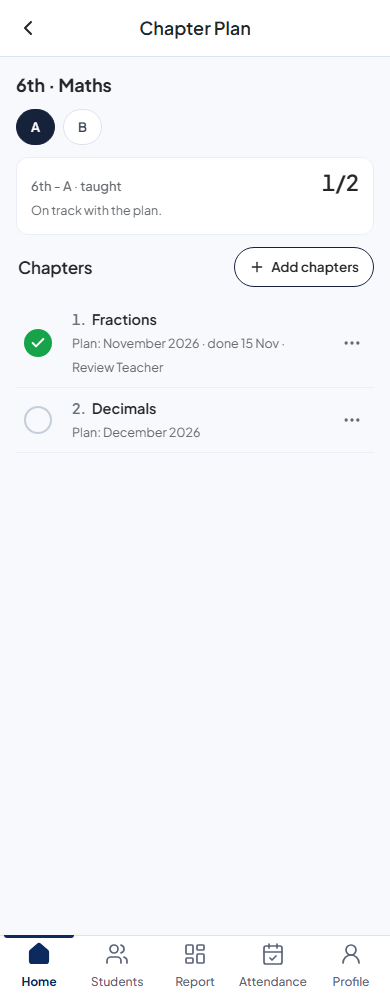 Chapter Plan
6th · Maths
A B
6th - A · taught 1/2
On track with the plan.
Chapters + Add chapters
1. Fractions
Plan: November 2026 · done 15 Nov ·
Review Teacher
2. Decimals
Plan: December 2026
Home Students Report Attendance Profile